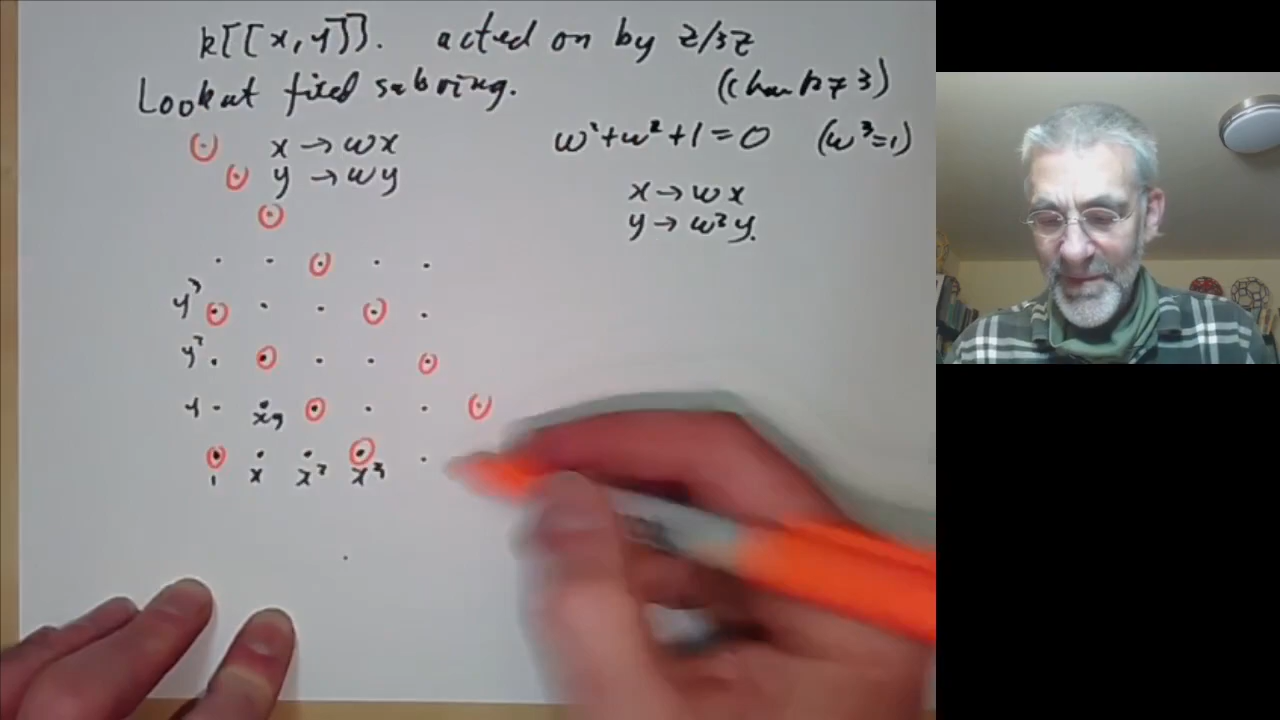 k[[x,y]]. acted on by Z/3Z
Look at fixed subring. (char k ≠ 3)
x → ωx
y → ωy
ω¹+ω²+1=0 (ω³=1)
x → ωx
y → ω²y.
y³
y²
y
xy
1 x x² x³